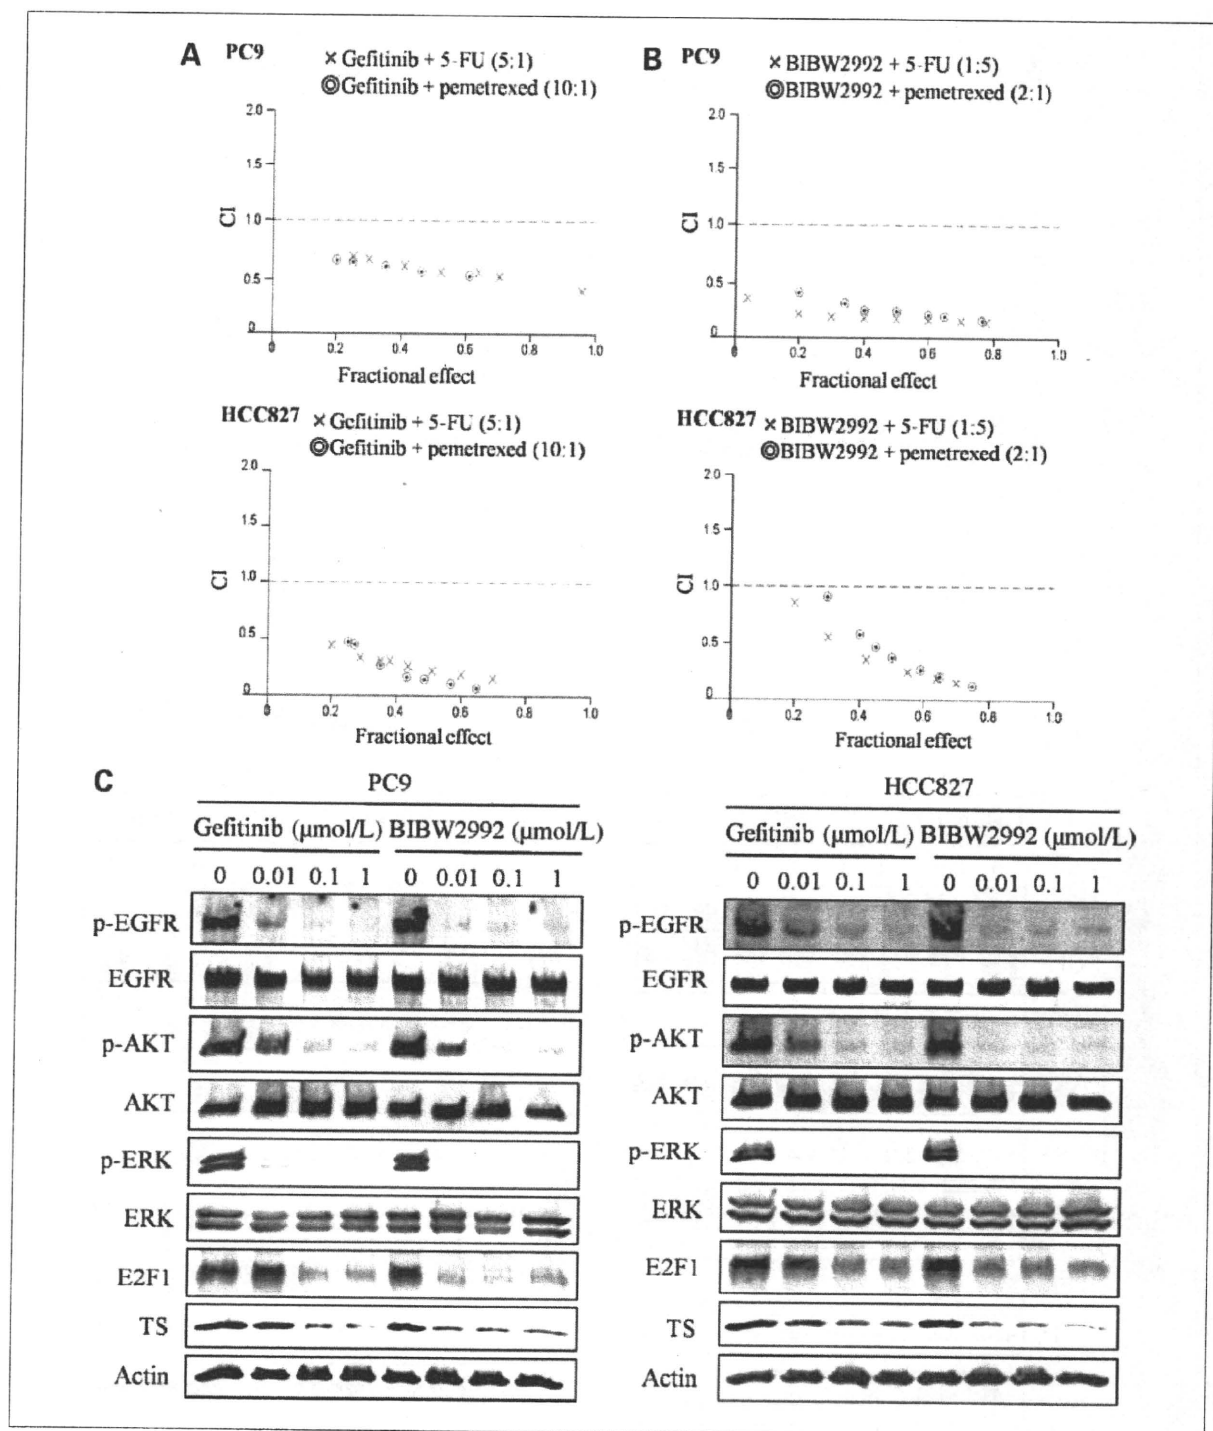 A PC9
× Gefitinib + 5-FU (5:1)
◎Gefitinib + pemetrexed (10:1)
2.0
1.5
CI
1.0
0.5
0
0 0.2 0.4 0.6 0.8 1.0
Fractional effect
B PC9
× BIBW2992 + 5-FU (1:5)
◎BIBW2992 + pemetrexed (2:1)
2.0
1.5
CI
1.0
0.5
0
0 0.2 0.4 0.6 0.8 1.0
Fractional effect
HCC827 × Gefitinib + 5-FU (5:1)
◎Gefitinib + pemetrexed (10:1)
2.0
1.5
CI
1.0
0.5
0
0 0.2 0.4 0.6 0.8 1.0
Fractional effect
HCC827 × BIBW2992 + 5-FU (1:5)
◎BIBW2992 + pemetrexed (2:1)
2.0
1.5
CI
1.0
0.5
0
0 0.2 0.4 0.6 0.8 1.0
Fractional effect
C
PC9
Gefitinib (μmol/L) BIBW2992 (μmol/L)
0 0.01 0.1 1 0 0.01 0.1 1
p-EGFR
EGFR
p-AKT
AKT
p-ERK
ERK
E2F1
TS
Actin
HCC827
Gefitinib (μmol/L) BIBW2992 (μmol/L)
0 0.01 0.1 1 0 0.01 0.1 1
p-EGFR
EGFR
p-AKT
AKT
p-ERK
ERK
E2F1
TS
Actin